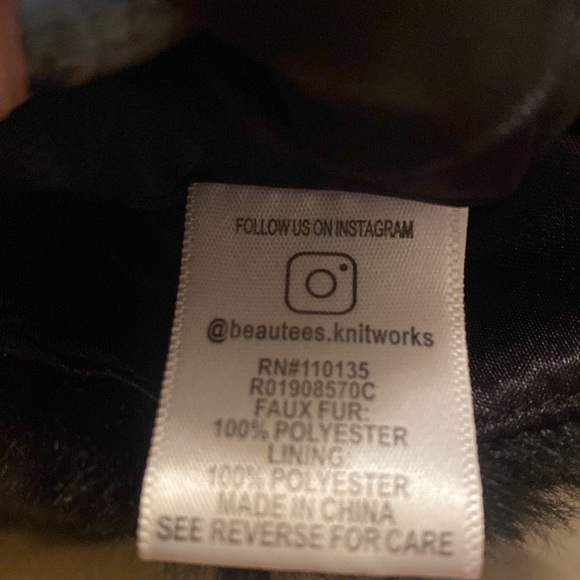 FOLLOW US ON INSTAGRAM
@beautees.knitworks
RN#110135
R01908570C
FAUX FUR:
100% POLYESTER
LINING
100% POLYESTER
MADE IN CHINA
SEE REVERSE FOR CARE